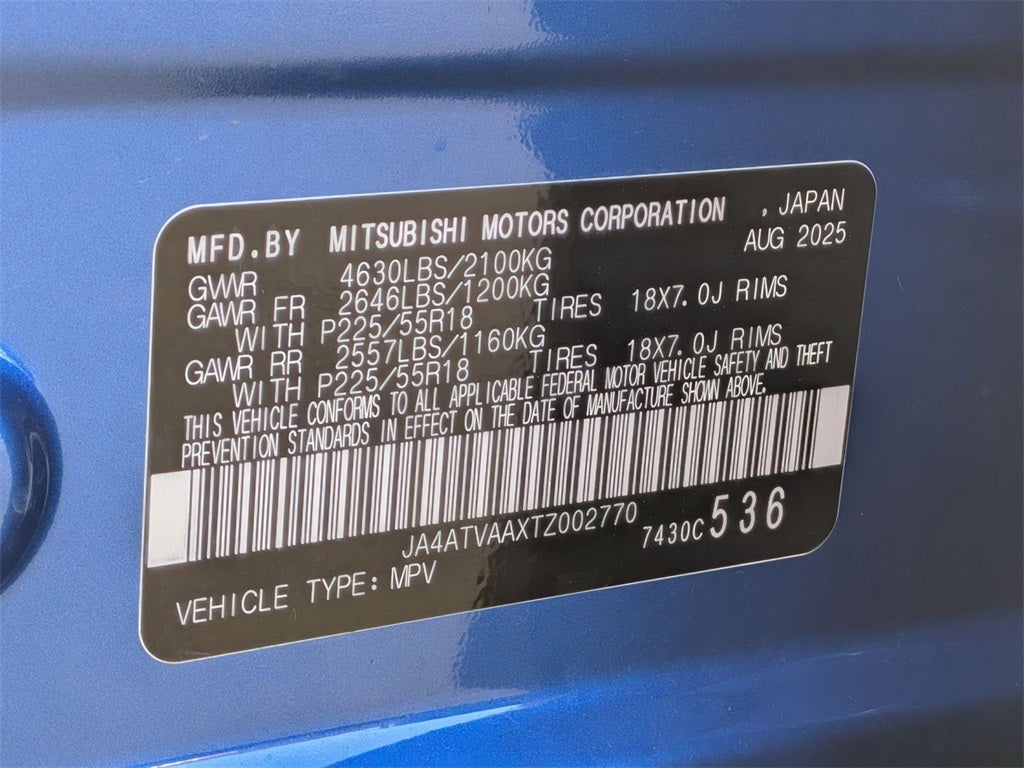 MFD.BY MITSUBISHI MOTORS CORPORATION , JAPAN
AUG 2025
GVWR 4630LBS/2100KG
GAWR FR 2646LBS/1200KG
WITH P225/55R18 TIRES 18X7.0J RIMS
GAWR RR 2557LBS/1160KG
WITH P225/55R18 TIRES 18X7.0J RIMS
THIS VEHICLE CONFORMS TO ALL APPLICABLE FEDERAL MOTOR VEHICLE SAFETY AND THEFT
PREVENTION STANDARDS IN EFFECT ON THE DATE OF MANUFACTURE SHOWN ABOVE.
JA4ATVAAXTZ002770 7430C 536
VEHICLE TYPE: MPV